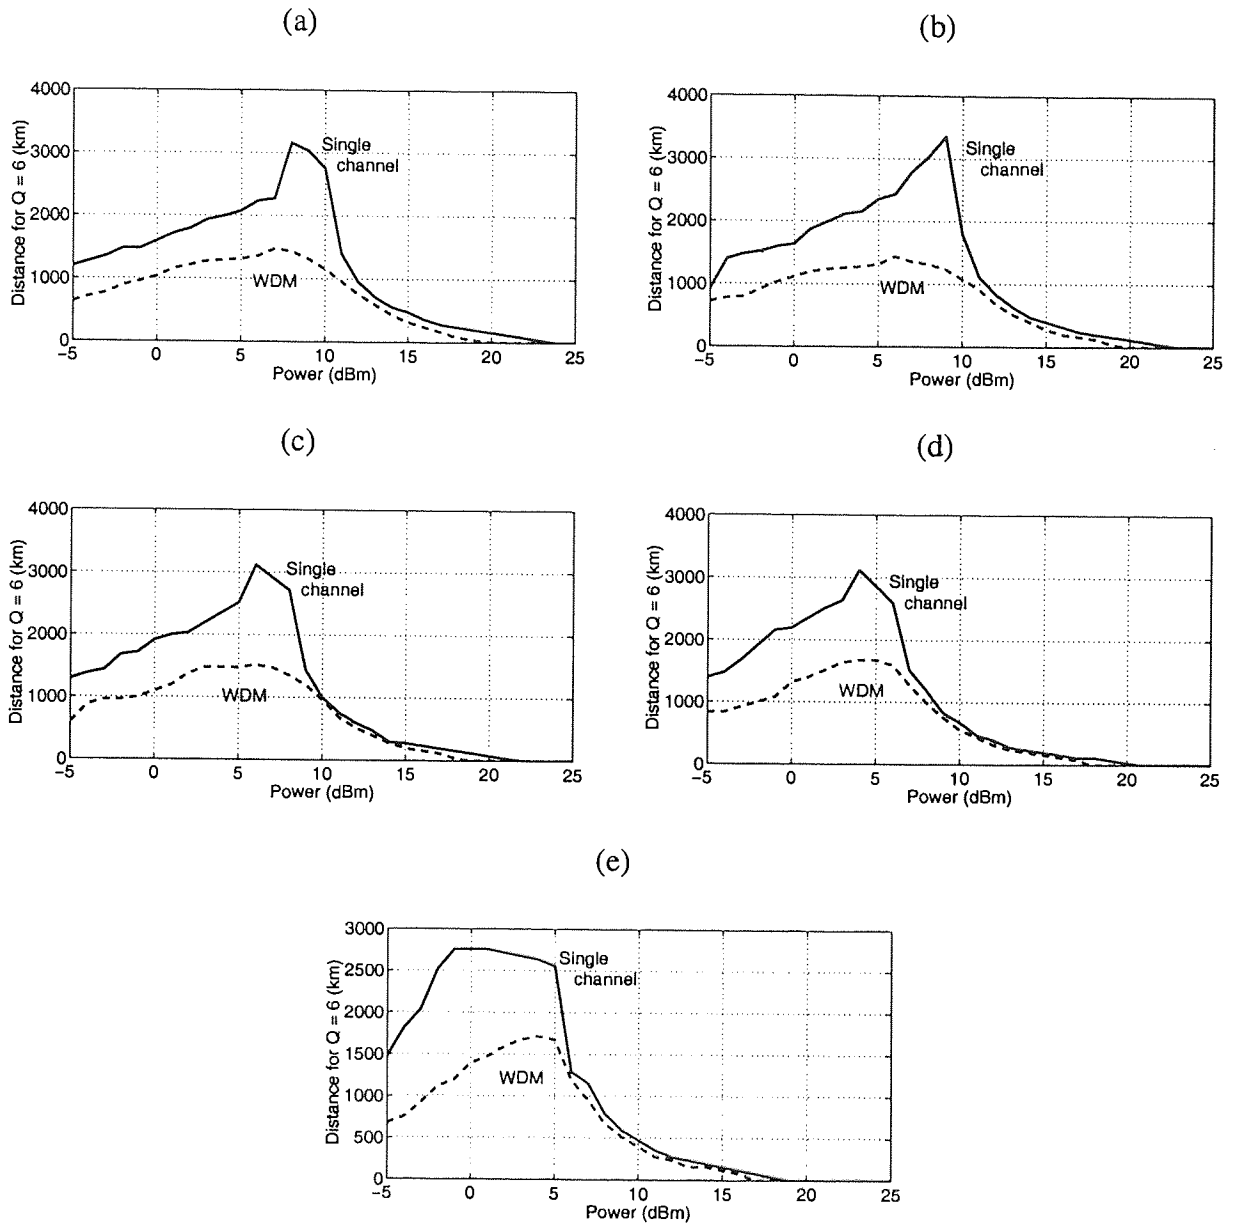 (a)
4000
3000
2000
1000
0
Distance for Q = 6 (km)
Single
channel
WDM
−5 0 5 10 15 20 25
Power (dBm)
(b)
4000
3000
2000
1000
0
Distance for Q = 6 (km)
Single
channel
WDM
−5 0 5 10 15 20 25
Power (dBm)
(c)
4000
3000
2000
1000
0
Distance for Q = 6 (km)
Single
channel
WDM
−5 0 5 10 15 20 25
Power (dBm)
(d)
4000
3000
2000
1000
0
Distance for Q = 6 (km)
Single
channel
WDM
−5 0 5 10 15 20 25
Power (dBm)
(e)
3000
2500
2000
1500
1000
500
0
Distance for Q = 6 (km)
Single
channel
WDM
−5 0 5 10 15 20 25
Power (dBm)